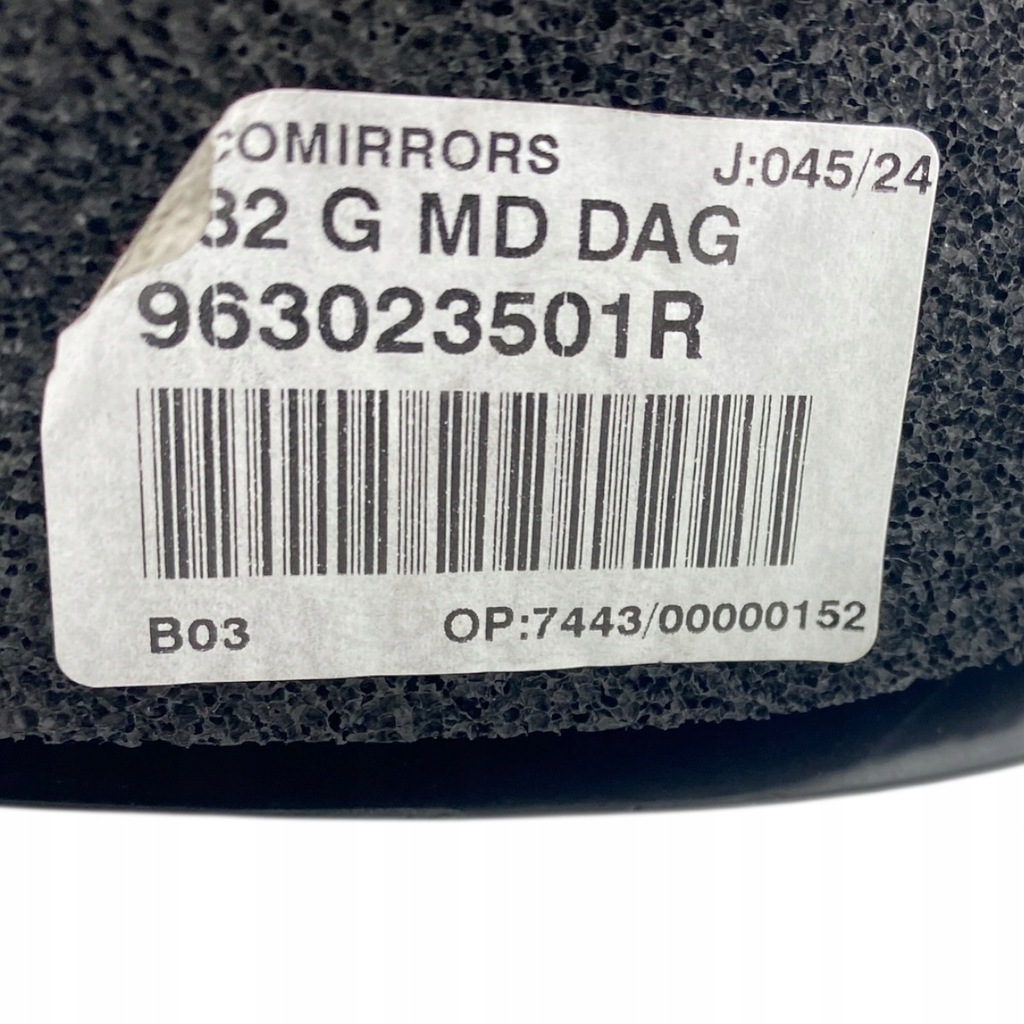 COMIRRORS J:045/24
32 G MD DAG
963023501R
B03 OP:7443/00000152